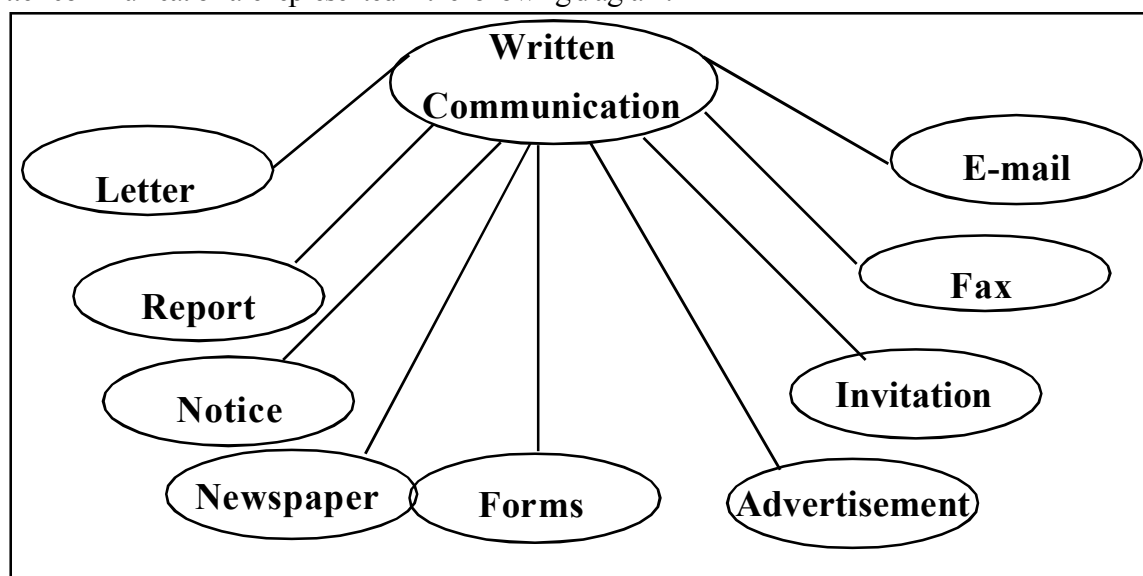 Written
Communication
Letter
E-mail
Report
Fax
Notice
Invitation
Newspaper
Forms
Advertisement